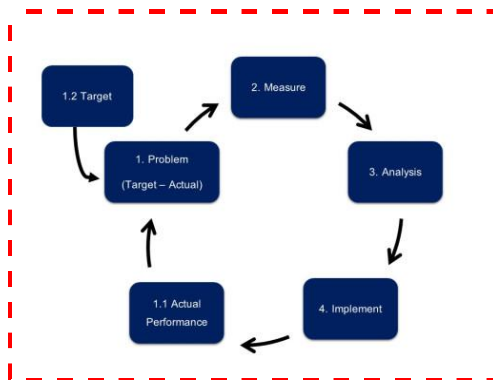 1.2 Target
2. Measure
1. Problem
(Target – Actual)
3. Analysis
1.1 Actual
Performance
4. Implement